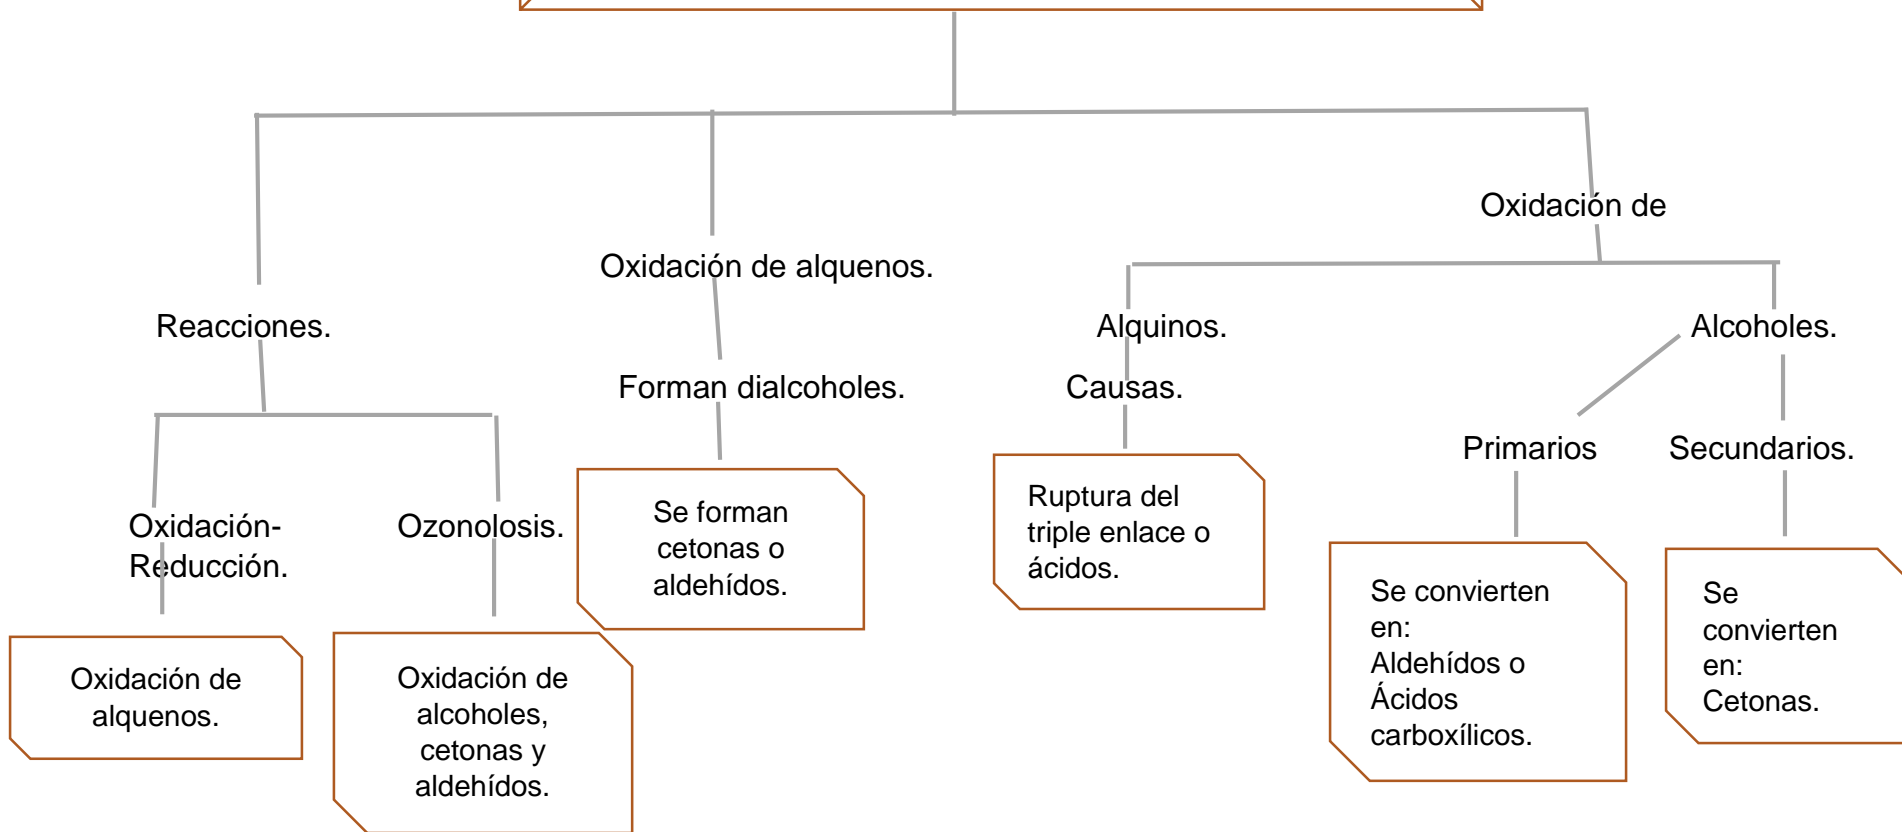 Oxidación de
Oxidación de alquenos.
Reacciones.
Alquinos.
Alcoholes.
Forman dialcoholes.
Causas.
Primarios
Secundarios.
Oxidación-
Reducción.
Ozonolosis.
Se forman
cetonas o
aldehídos.
Ruptura del
triple enlace o
ácidos.
Se convierten
en:
Aldehídos o
Ácidos
carboxílicos.
Se
convierten
en:
Cetonas.
Oxidación de
alquenos.
Oxidación de
alcoholes,
cetonas y
aldehídos.